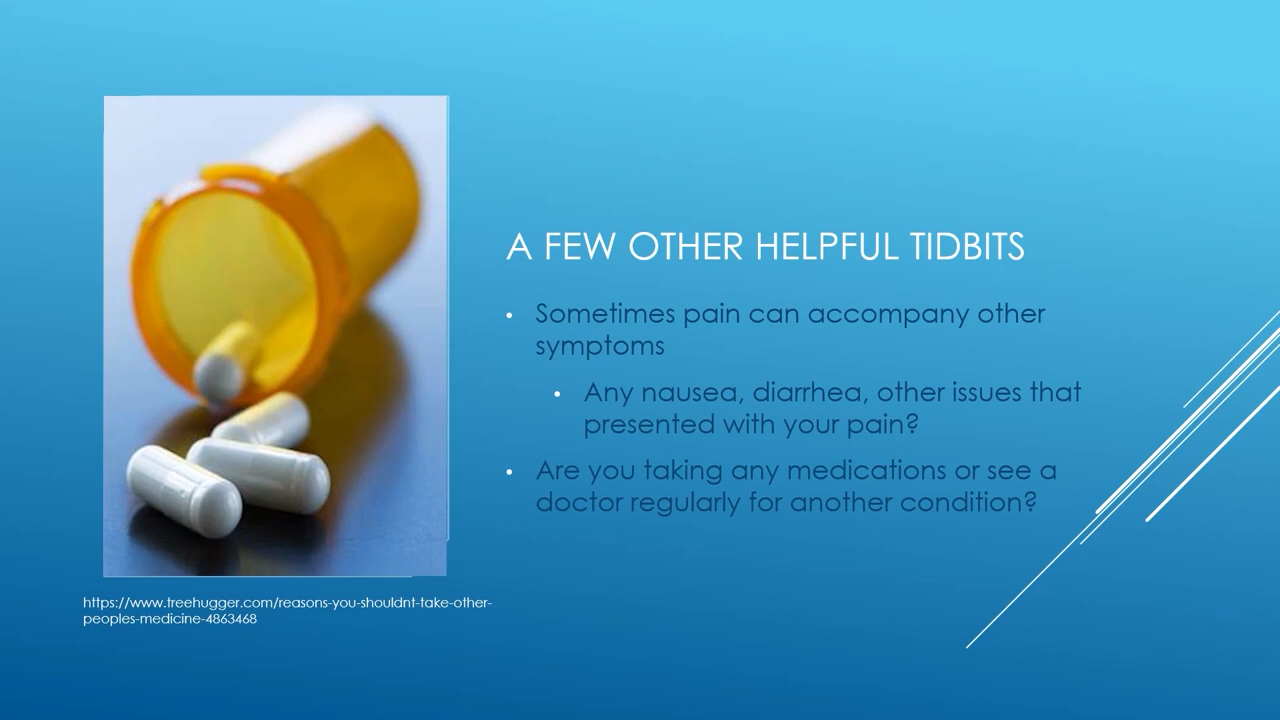 A FEW OTHER HELPFUL TIDBITS
• Sometimes pain can accompany other
symptoms
• Any nausea, diarrhea, other issues that
presented with your pain?
• Are you taking any medications or see a
doctor regularly for another condition?
https://www.treehugger.com/reasons-you-shouldnt-take-other-
peoples-medicine-4863468